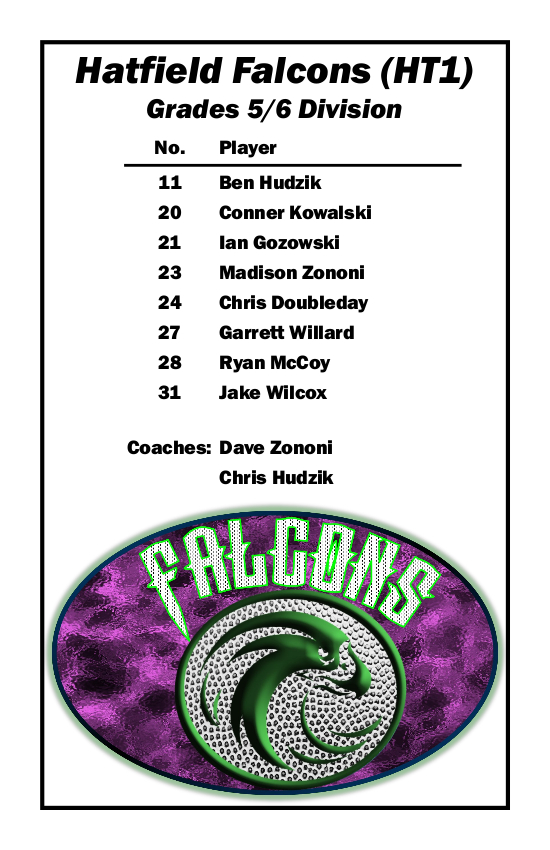 Hatfield Falcons (HT1)
Grades 5/6 Division
No. Player
11 Ben Hudzik
20 Conner Kowalski
21 Ian Gozowski
23 Madison Zononi
24 Chris Doubleday
27 Garrett Willard
28 Ryan McCoy
31 Jake Wilcox
Coaches: Dave Zononi
Chris Hudzik
FALCONS